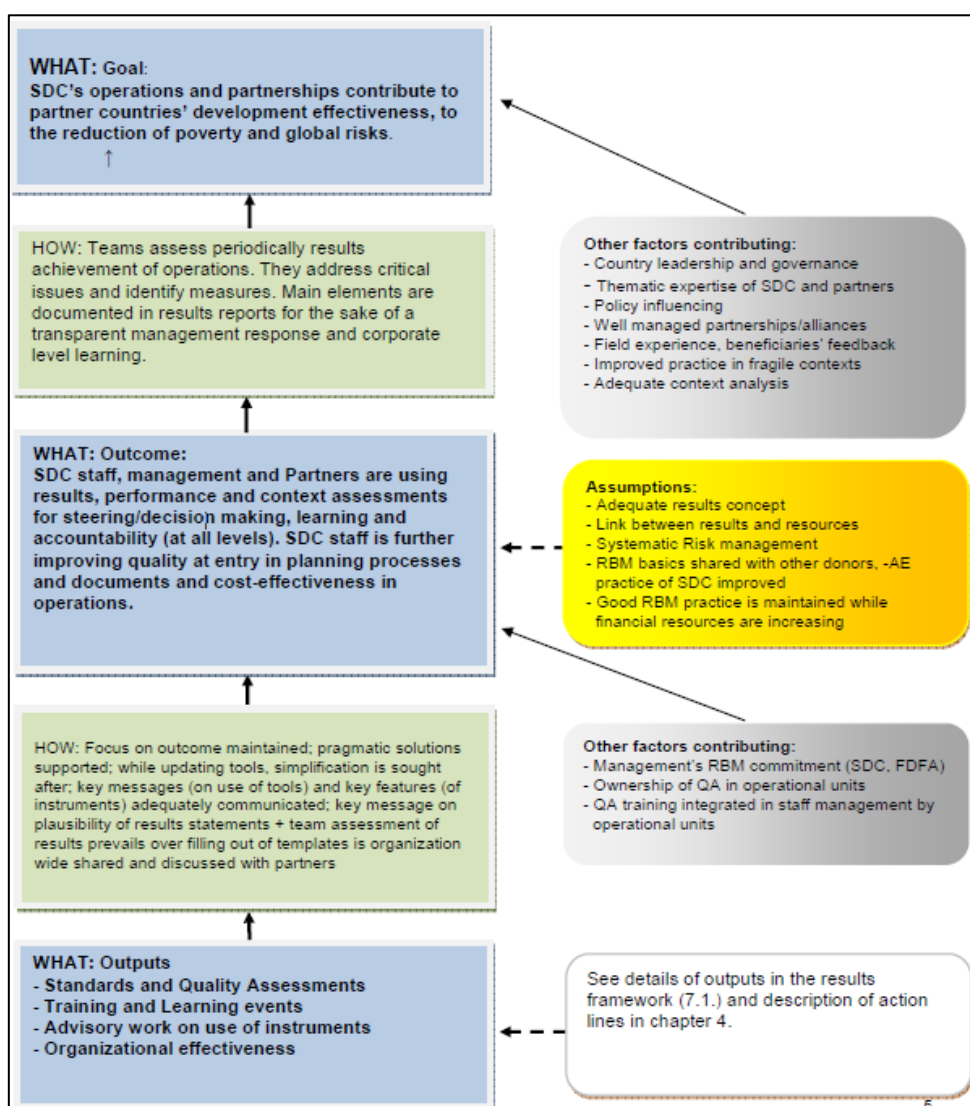 WHAT: Goal:
SDC's operations and partnerships contribute to
partner countries' development effectiveness, to
the reduction of poverty and global risks.
↑
HOW: Teams assess periodically results
achievement of operations. They address critical
issues and identify measures. Main elements are
documented in results reports for the sake of a
transparent management response and corporate
level learning.
Other factors contributing:
- Country leadership and governance
- Thematic expertise of SDC and partners
- Policy influencing
- Well managed partnerships/alliances
- Field experience, beneficiaries' feedback
- Improved practice in fragile contexts
- Adequate context analysis
WHAT: Outcome:
SDC staff, management and Partners are using
results, performance and context assessments
for steering/decision making, learning and
accountability (at all levels). SDC staff is further
improving quality at entry in planning processes
and documents and cost-effectiveness in
operations.
Assumptions:
- Adequate results concept
- Link between results and resources
- Systematic Risk management
- RBM basics shared with other donors, -AE
practice of SDC improved
- Good RBM practice is maintained while
financial resources are increasing
HOW: Focus on outcome maintained; pragmatic solutions
supported; while updating tools, simplification is sought
after; key messages (on use of tools) and key features (of
instruments) adequately communicated; key message on
plausibility of results statements + team assessment of
results prevails over filling out of templates is organization
wide shared and discussed with partners
Other factors contributing:
- Management's RBM commitment (SDC, FDFA)
- Ownership of QA in operational units
- QA training integrated in staff management by
operational units
WHAT: Outputs
- Standards and Quality Assessments
- Training and Learning events
- Advisory work on use of instruments
- Organizational effectiveness
See details of outputs in the results
framework (7.1.) and description of action
lines in chapter 4.
5